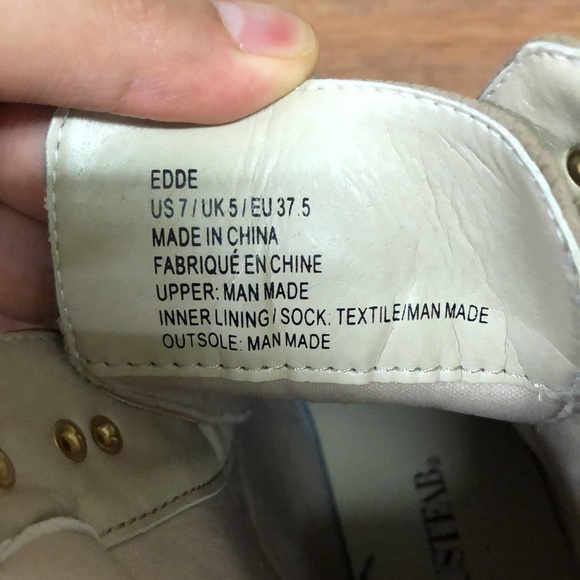 EDDE
US 7 / UK 5 / EU 37.5
MADE IN CHINA
FABRIQUÉ EN CHINE
UPPER: MAN MADE
INNER LINING / SOCK: TEXTILE/MAN MADE
OUTSOLE: MAN MADE